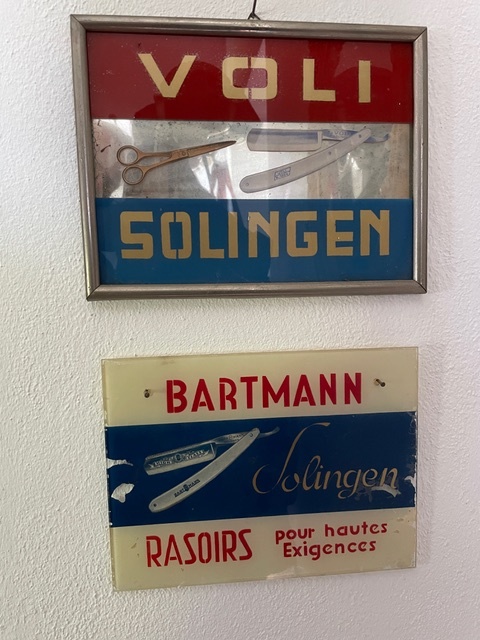 VOLI
SOLINGEN
BARTMANN
Solingen
RASOIRS pour hautes
Exigences